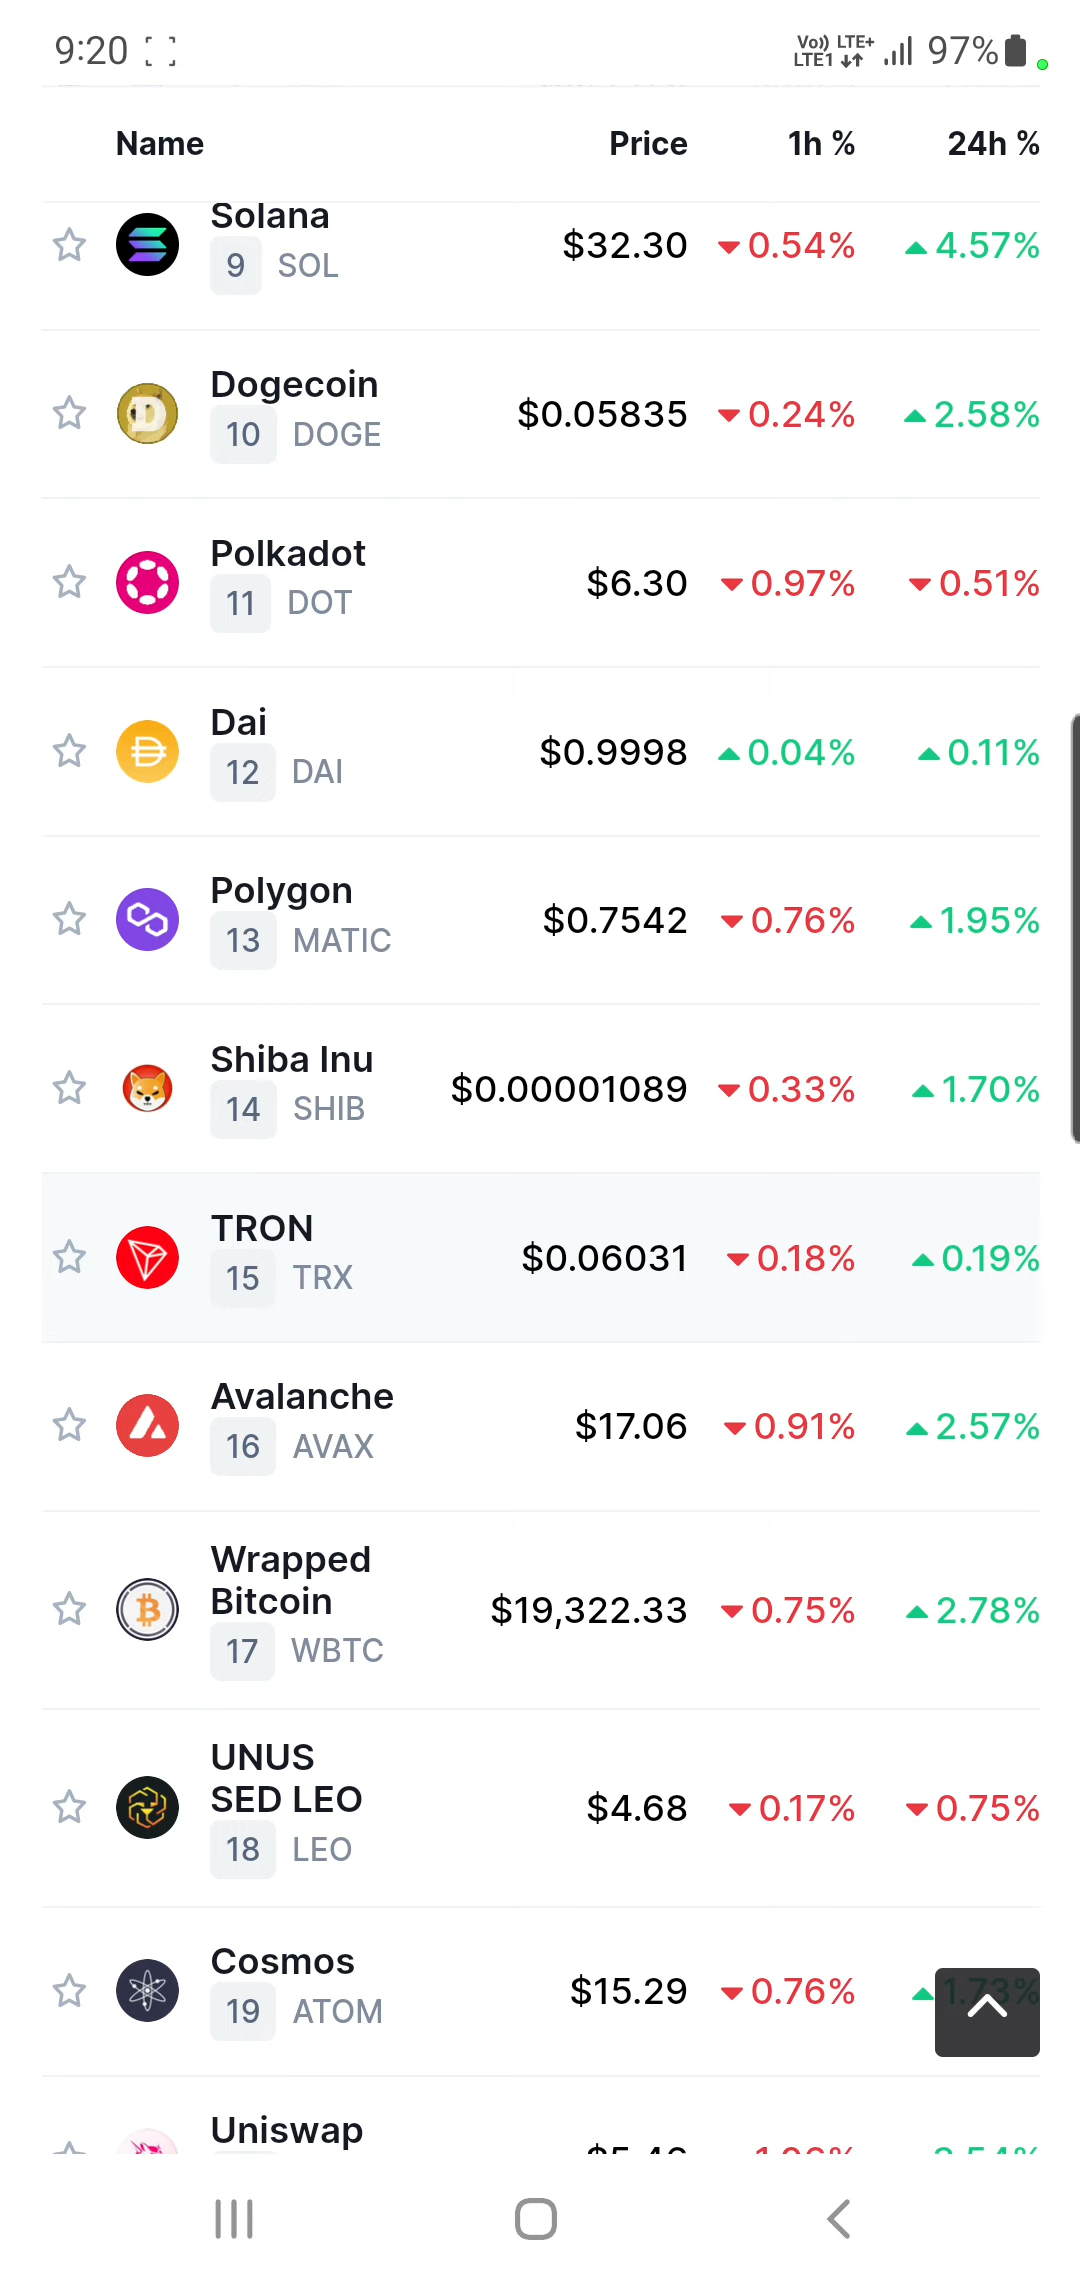 9:20 Vo)) LTE1 LTE+ 97%
Name Price 1h % 24h %
Solana
9 SOL $32.30 0.54% 4.57%
Dogecoin
10 DOGE $0.05835 0.24% 2.58%
Polkadot
11 DOT $6.30 0.97% 0.51%
Dai
12 DAI $0.9998 0.04% 0.11%
Polygon
13 MATIC $0.7542 0.76% 1.95%
Shiba Inu
14 SHIB $0.00001089 0.33% 1.70%
TRON
15 TRX $0.06031 0.18% 0.19%
Avalanche
16 AVAX $17.06 0.91% 2.57%
Wrapped
Bitcoin
17 WBTC $19,322.33 0.75% 2.78%
UNUS
SED LEO
18 LEO $4.68 0.17% 0.75%
Cosmos
19 ATOM $15.29 0.76% 1.73%
Uniswap